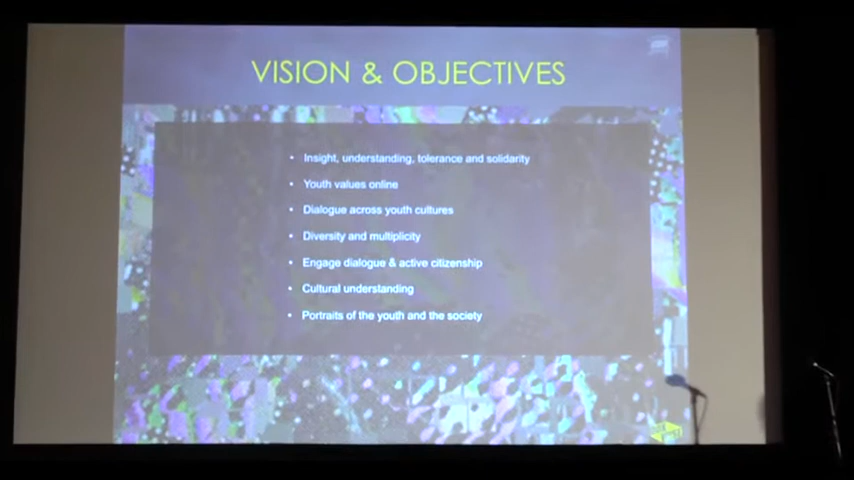 VISION & OBJECTIVES
• Insight, understanding, tolerance and solidarity
• Youth values online
• Dialogue across youth cultures
• Diversity and multiplicity
• Engage dialogue & active citizenship
• Cultural understanding
• Portraits of the youth and the society